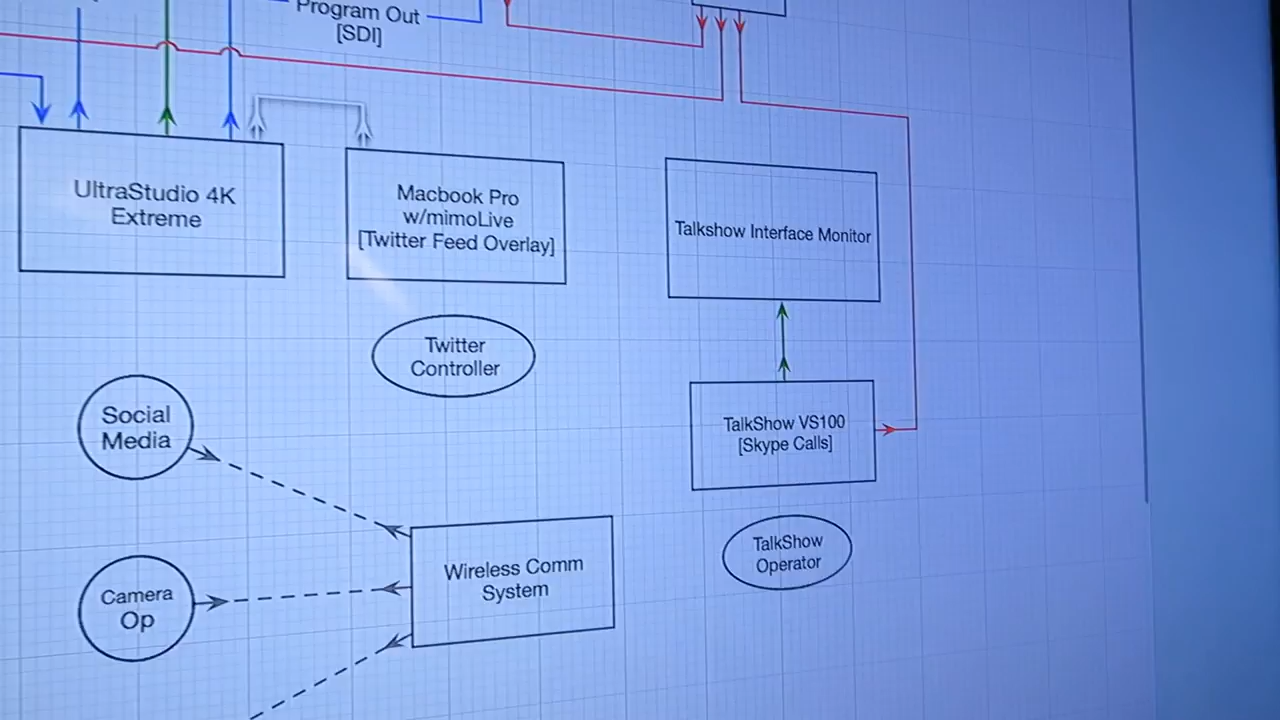 Program Out
[SDI]
UltraStudio 4K
Extreme
Macbook Pro
w/mimoLive
[Twitter Feed Overlay]
Talkshow Interface Monitor
Twitter
Controller
Social
Media
TalkShow VS100
[Skype Calls]
Wireless Comm
System
TalkShow
Operator
Camera
Op